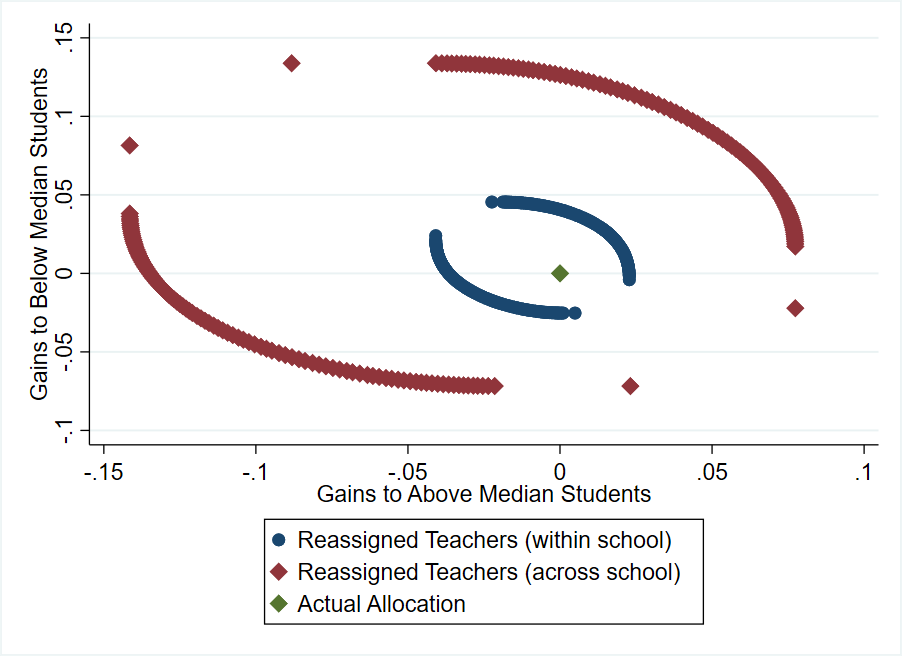 Gains to Below Median Students
.15
.1
.05
0
-.05
-.1
-.15
-.1
-.05
0
.05
.1
Gains to Above Median Students
Reassigned Teachers (within school)
Reassigned Teachers (across school)
Actual Allocation